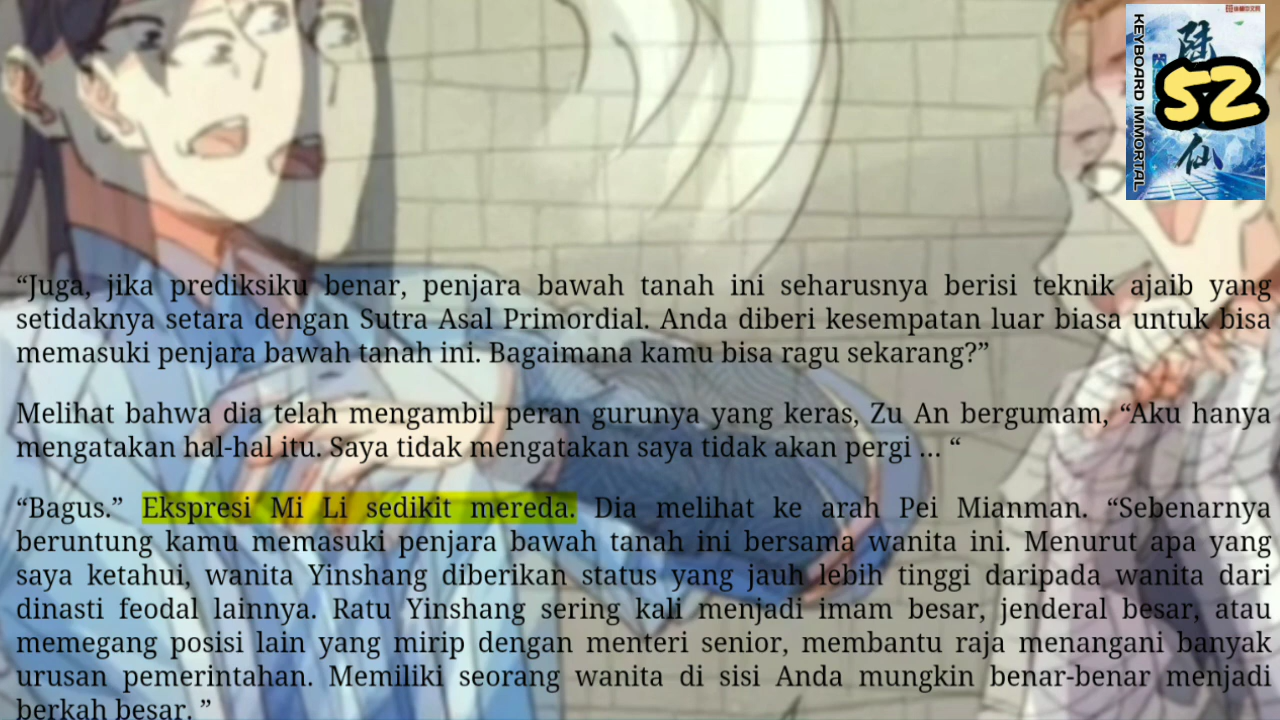 KEYBOARD IMMORTAL
陆
仙
52
“Juga, jika prediksiku benar, penjara bawah tanah ini seharusnya berisi teknik ajaib yang
setidaknya setara dengan Sutra Asal Primordial. Anda diberi kesempatan luar biasa untuk bisa
memasuki penjara bawah tanah ini. Bagaimana kamu bisa ragu sekarang?”
Melihat bahwa dia telah mengambil peran gurunya yang keras, Zu An bergumam, “Aku hanya
mengatakan hal-hal itu. Saya tidak mengatakan saya tidak akan pergi ... “
“Bagus.” Ekspresi Mi Li sedikit mereda. Dia melihat ke arah Pei Mianman. “Sebenarnya
beruntung kamu memasuki penjara bawah tanah ini bersama wanita ini. Menurut apa yang
saya ketahui, wanita Yinshang diberikan status yang jauh lebih tinggi daripada wanita dari
dinasti feodal lainnya. Ratu Yinshang sering kali menjadi imam besar, jenderal besar, atau
memegang posisi lain yang mirip dengan menteri senior, membantu raja menangani banyak
urusan pemerintahan. Memiliki seorang wanita di sisi Anda mungkin benar-benar menjadi
berkah besar. ”